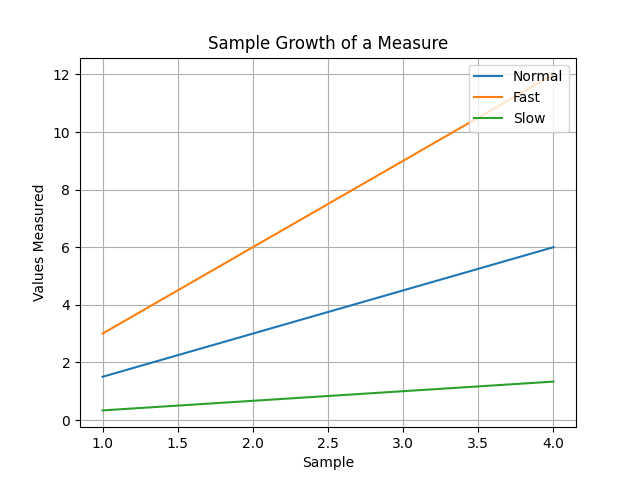 Sample Growth of a Measure
Normal
Fast
Slow
Values Measured
12
10
8
6
4
2
0
1.0 1.5 2.0 2.5 3.0 3.5 4.0
Sample